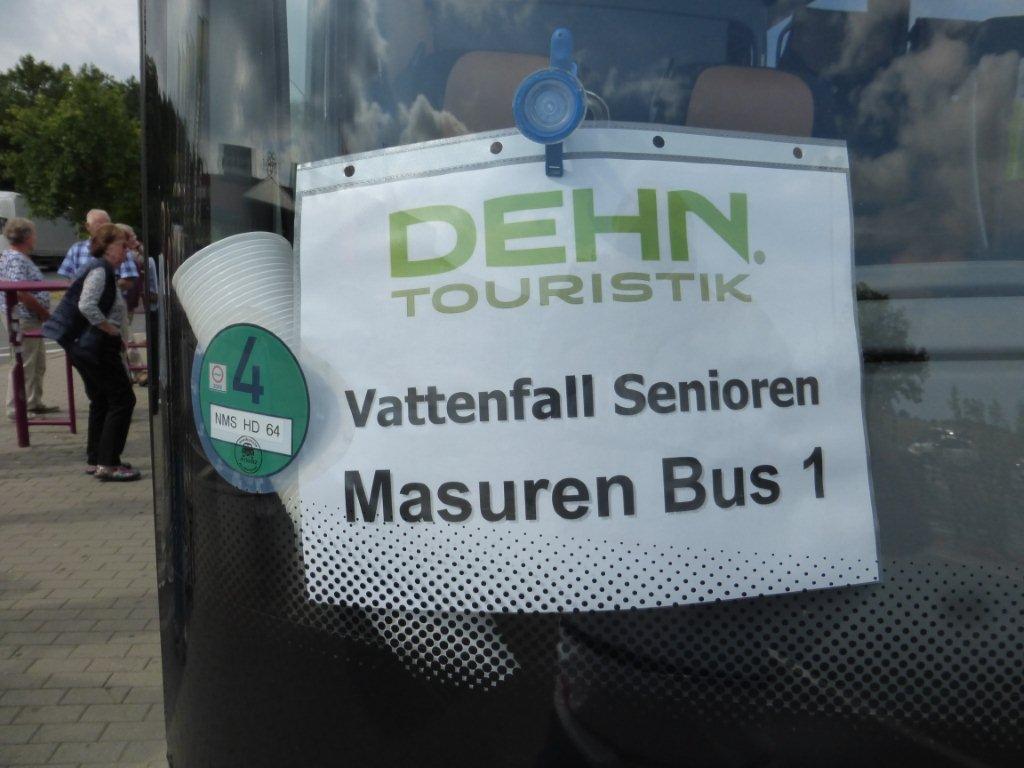 DEHN.
TOURISTIK
Vattenfall Senioren
Masuren Bus 1
4
NMS HD 64